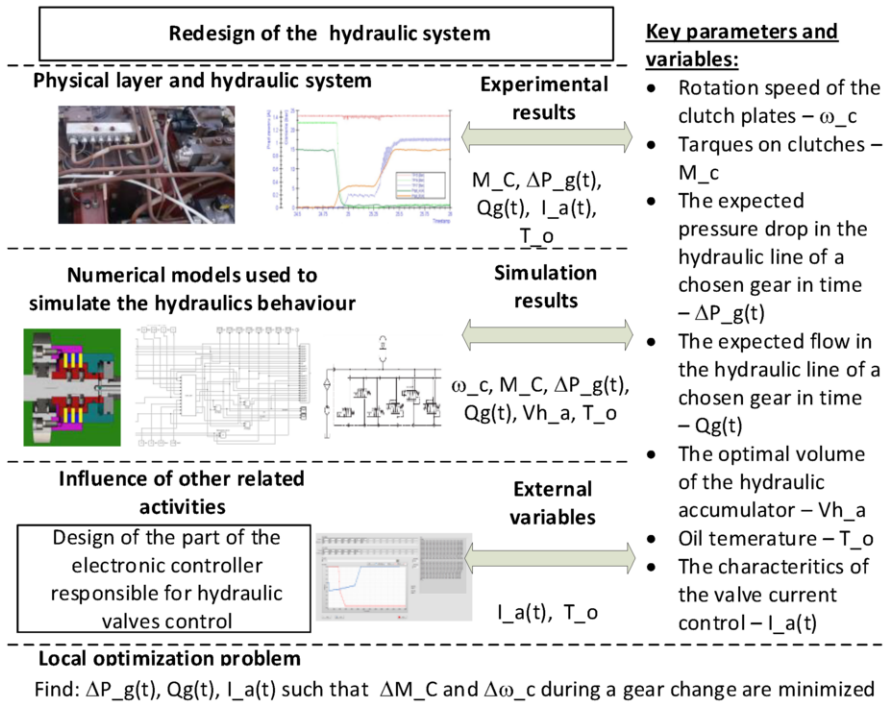 Redesign of the hydraulic system
Physical layer and hydraulic system
Experimental
results
M_C, ΔP_g(t),
Qg(t), I_a(t),
T_o
Numerical models used to
simulate the hydraulics behaviour
Simulation
results
ω_c, M_C, ΔP_g(t),
Qg(t), Vh_a, T_o
Influence of other related
activities
Design of the part of the
electronic controller
responsible for hydraulic
valves control
External
variables
I_a(t), T_o
Key parameters and
variables:
• Rotation speed of the
clutch plates – ω_c
• Tarques on clutches –
M_c
• The expected
pressure drop in the
hydraulic line of a
chosen gear in time
– ΔP_g(t)
• The expected flow in
the hydraulic line of a
chosen gear in time
– Qg(t)
• The optimal volume
of the hydraulic
accumulator – Vh_a
• Oil temerature – T_o
• The charateritics of
the valve current
control – I_a(t)
Local optimization problem
Find: ΔP_g(t), Qg(t), I_a(t) such that ΔM_C and Δω_c during a gear change are minimized